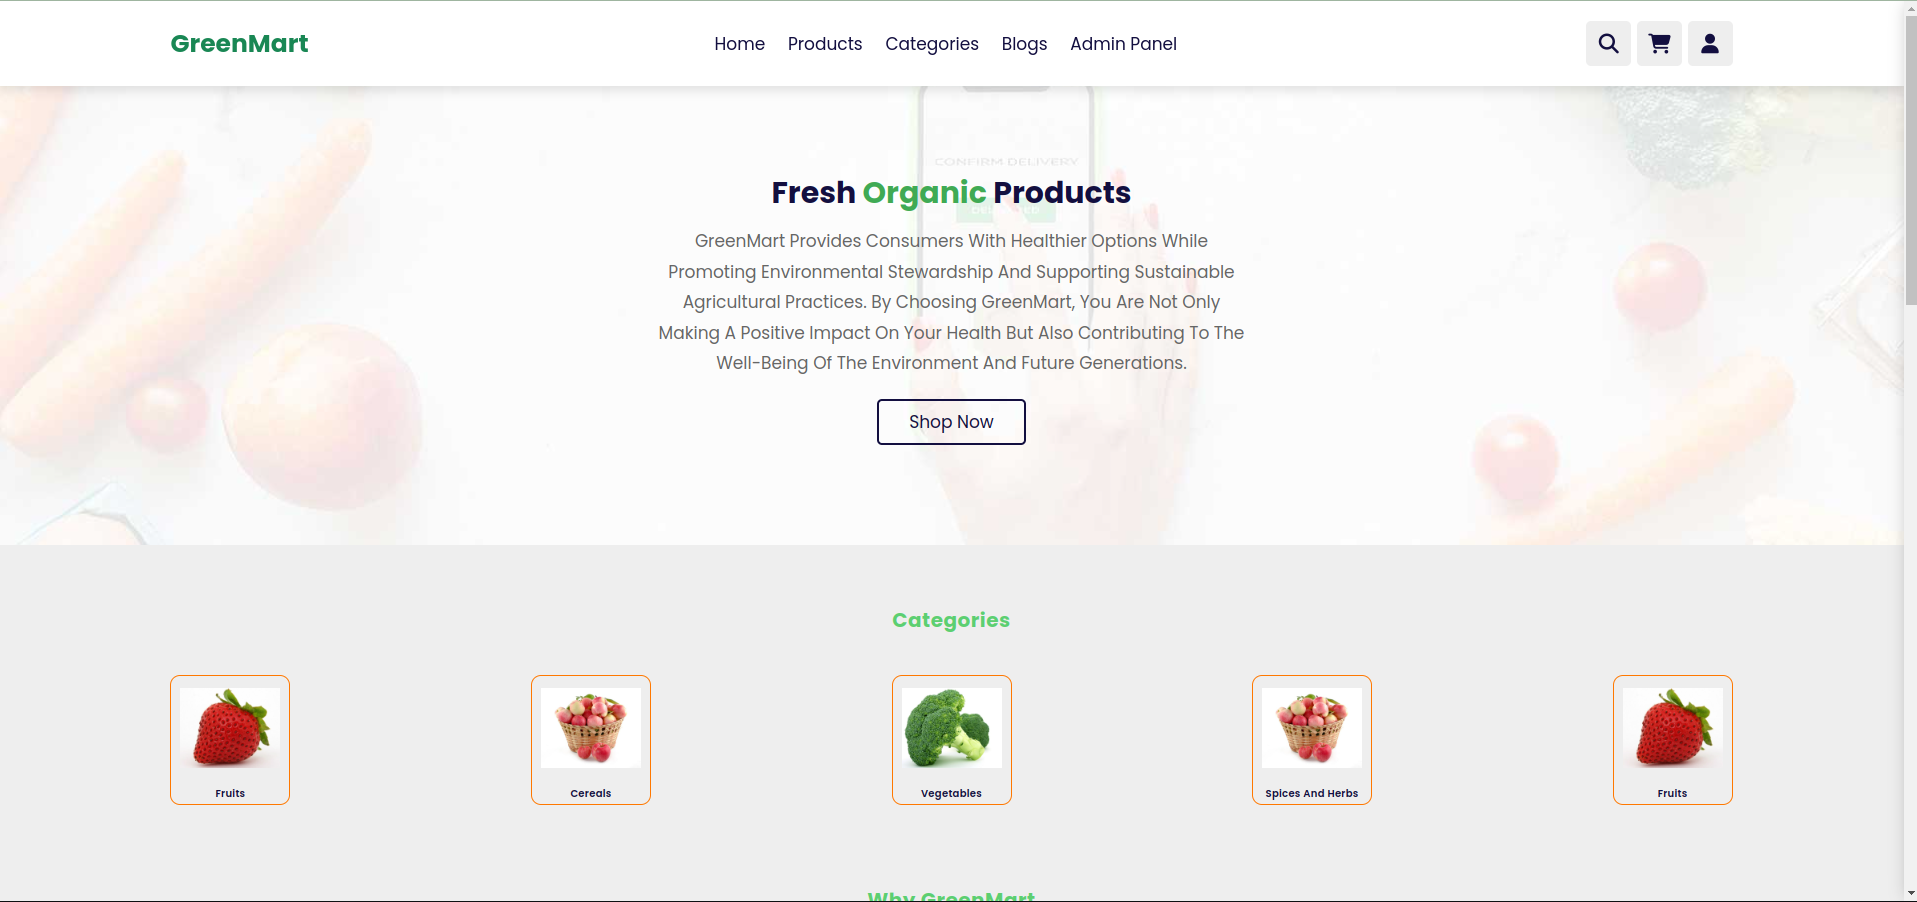 GreenMart
Home Products Categories Blogs Admin Panel
CONFIRM DELIVERY
Fresh Organic Products
GreenMart Provides Consumers With Healthier Options While
Promoting Environmental Stewardship And Supporting Sustainable
Agricultural Practices. By Choosing GreenMart, You Are Not Only
Making A Positive Impact On Your Health But Also Contributing To The
Well-Being Of The Environment And Future Generations.
Shop Now
Categories
Fruits
Cereals
Vegetables
Spices And Herbs
Fruits
Why GreenMart